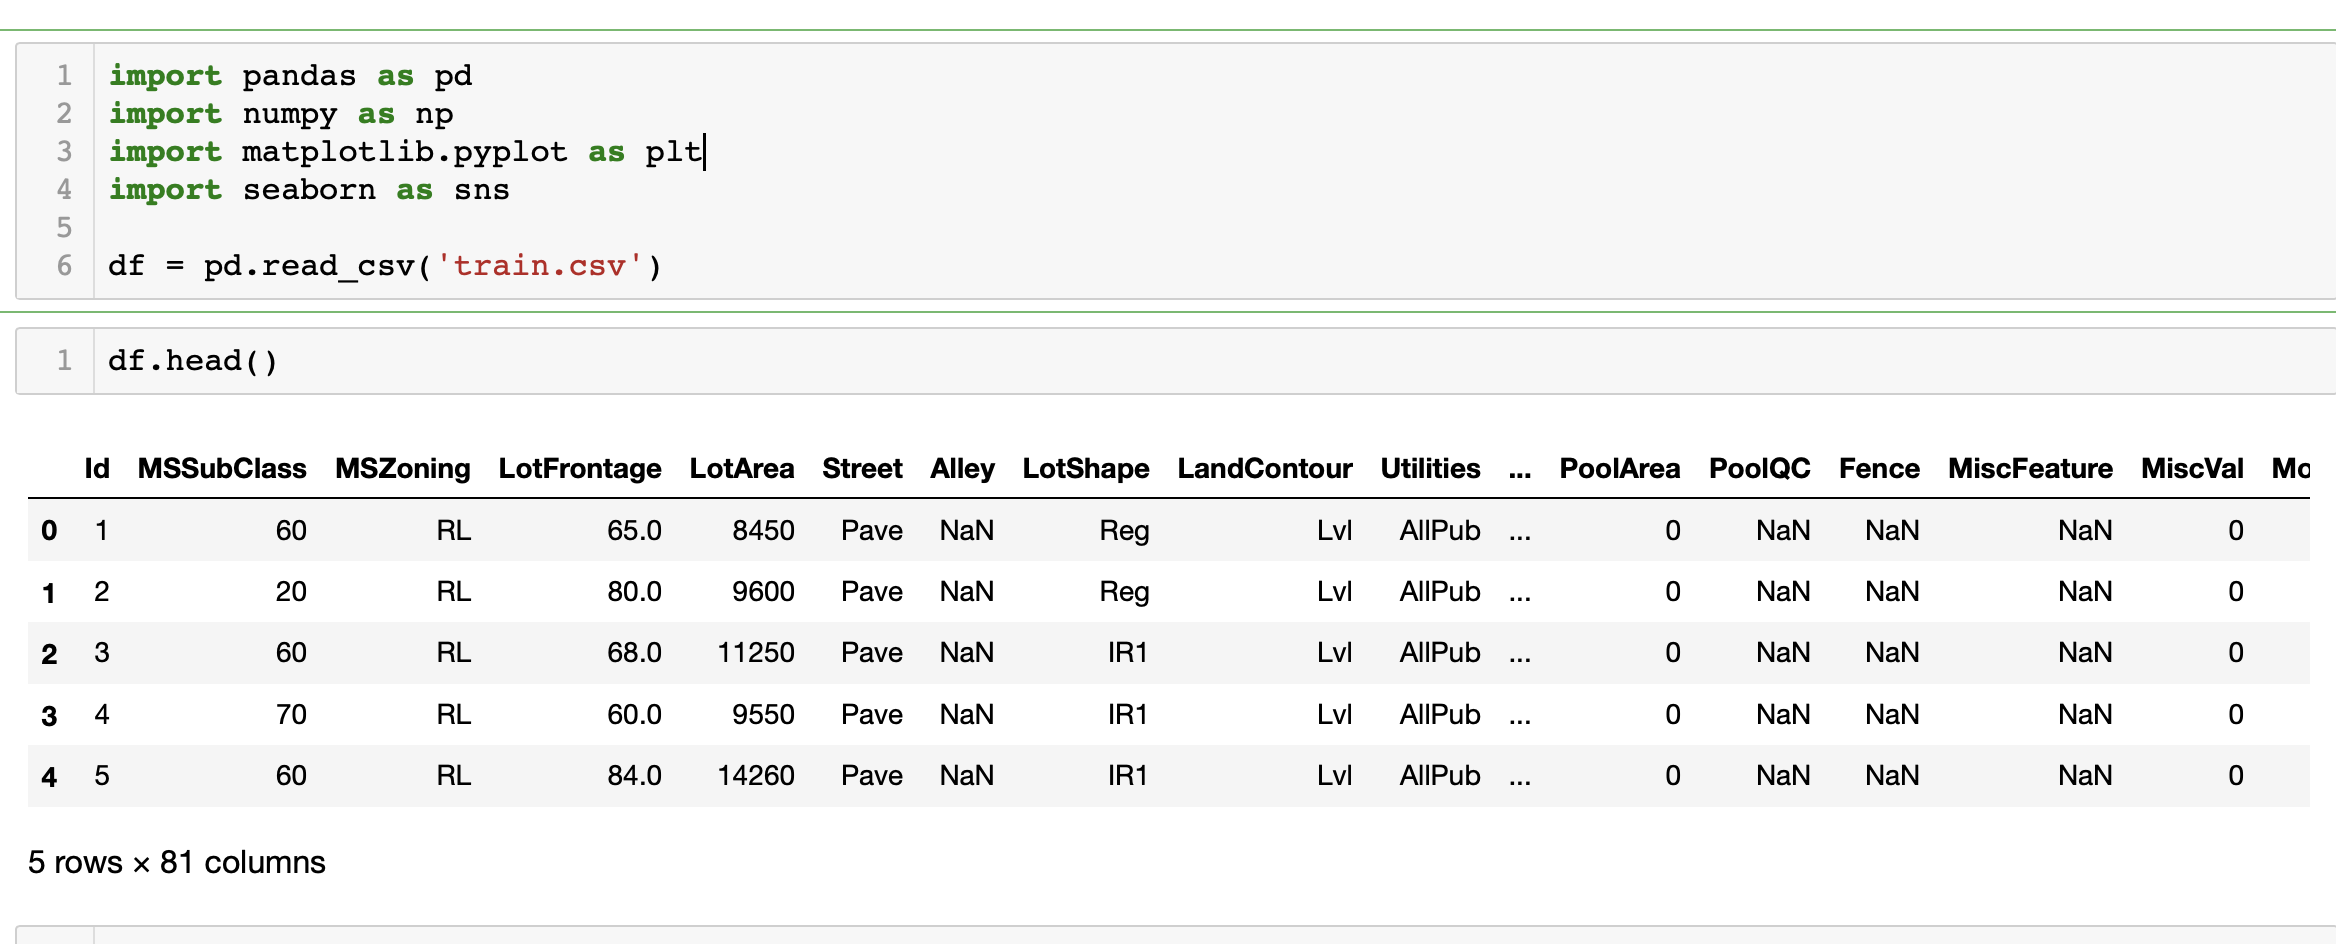 1 import pandas as pd
2 import numpy as np
3 import matplotlib.pyplot as plt
4 import seaborn as sns
5
6 df = pd.read_csv('train.csv')
1 df.head()
Id MSSubClass MSZoning LotFrontage LotArea Street Alley LotShape LandContour Utilities ... PoolArea PoolQC Fence MiscFeature MiscVal Mo
0 1 60 RL 65.0 8450 Pave NaN Reg Lvl AllPub ... 0 NaN NaN NaN 0
1 2 20 RL 80.0 9600 Pave NaN Reg Lvl AllPub ... 0 NaN NaN NaN 0
2 3 60 RL 68.0 11250 Pave NaN IR1 Lvl AllPub ... 0 NaN NaN NaN 0
3 4 70 RL 60.0 9550 Pave NaN IR1 Lvl AllPub ... 0 NaN NaN NaN 0
4 5 60 RL 84.0 14260 Pave NaN IR1 Lvl AllPub ... 0 NaN NaN NaN 0
5 rows × 81 columns